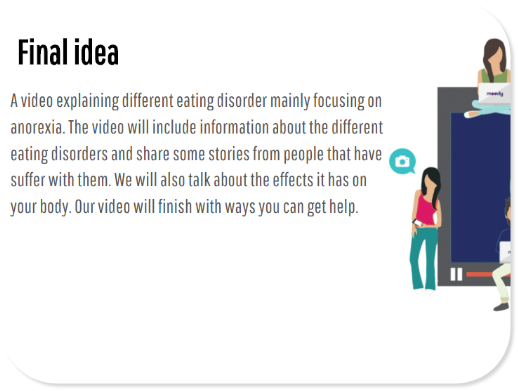 Final idea
A video explaining different eating disorder mainly focusing on
anorexia. The video will include information about the different
eating disorders and share some stories from people that have
suffer with them. We will also talk about the effects it has on
your body. Our video will finish with ways you can get help.